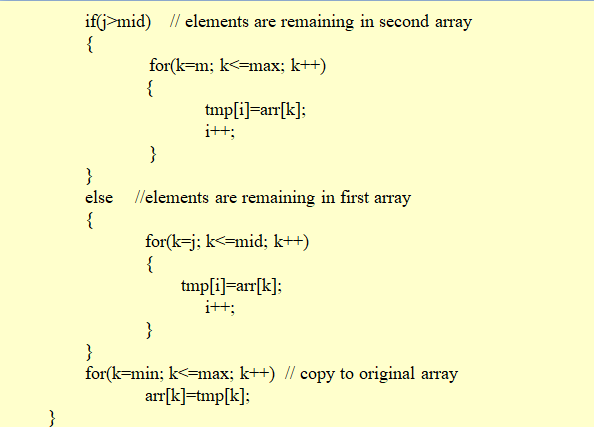 if(j>mid) // elements are remaining in second array
{
for(k=m; k<=max; k++)
{
tmp[i]=arr[k];
i++;
}
}
else //elements are remaining in first array
{
for(k=j; k<=mid; k++)
{
tmp[i]=arr[k];
i++;
}
}
for(k=min; k<=max; k++) // copy to original array
arr[k]=tmp[k];
}